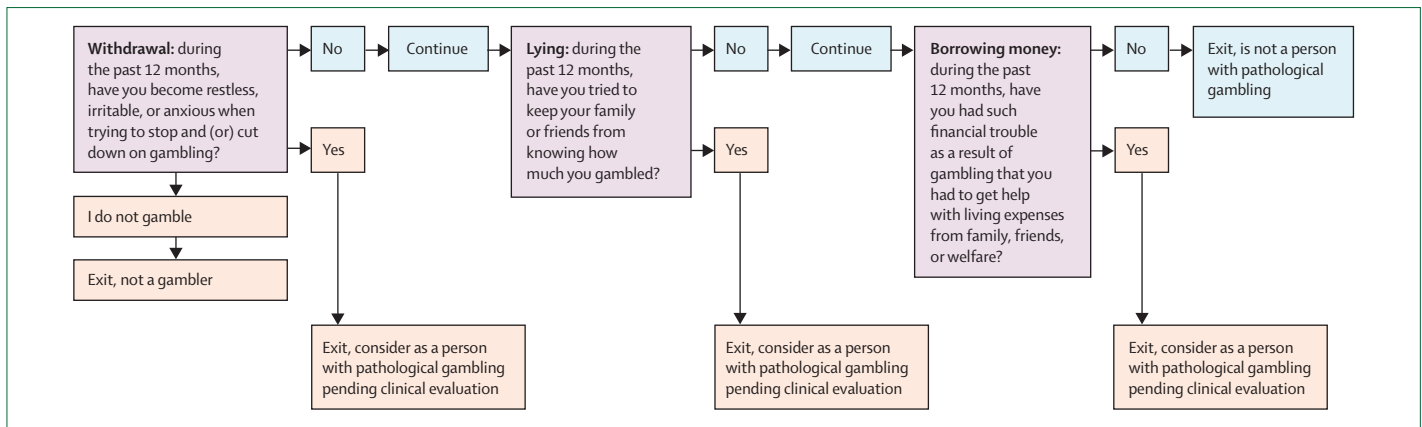 Withdrawal: during
the past 12 months,
have you become restless,
irritable, or anxious when
trying to stop and (or) cut
down on gambling?
No
Continue
Yes
I do not gamble
Exit, not a gambler
Exit, consider as a person
with pathological gambling
pending clinical evaluation
Lying: during the
past 12 months,
have you tried to
keep your family
or friends from
knowing how
much you gambled?
No
Continue
Yes
Exit, consider as a person
with pathological gambling
pending clinical evaluation
Borrowing money:
during the past
12 months, have
you had such
financial trouble
as a result of
gambling that you
had to get help
with living expenses
from family, friends,
or welfare?
No
Exit, is not a person
with pathological
gambling
Yes
Exit, consider as a person
with pathological gambling
pending clinical evaluation